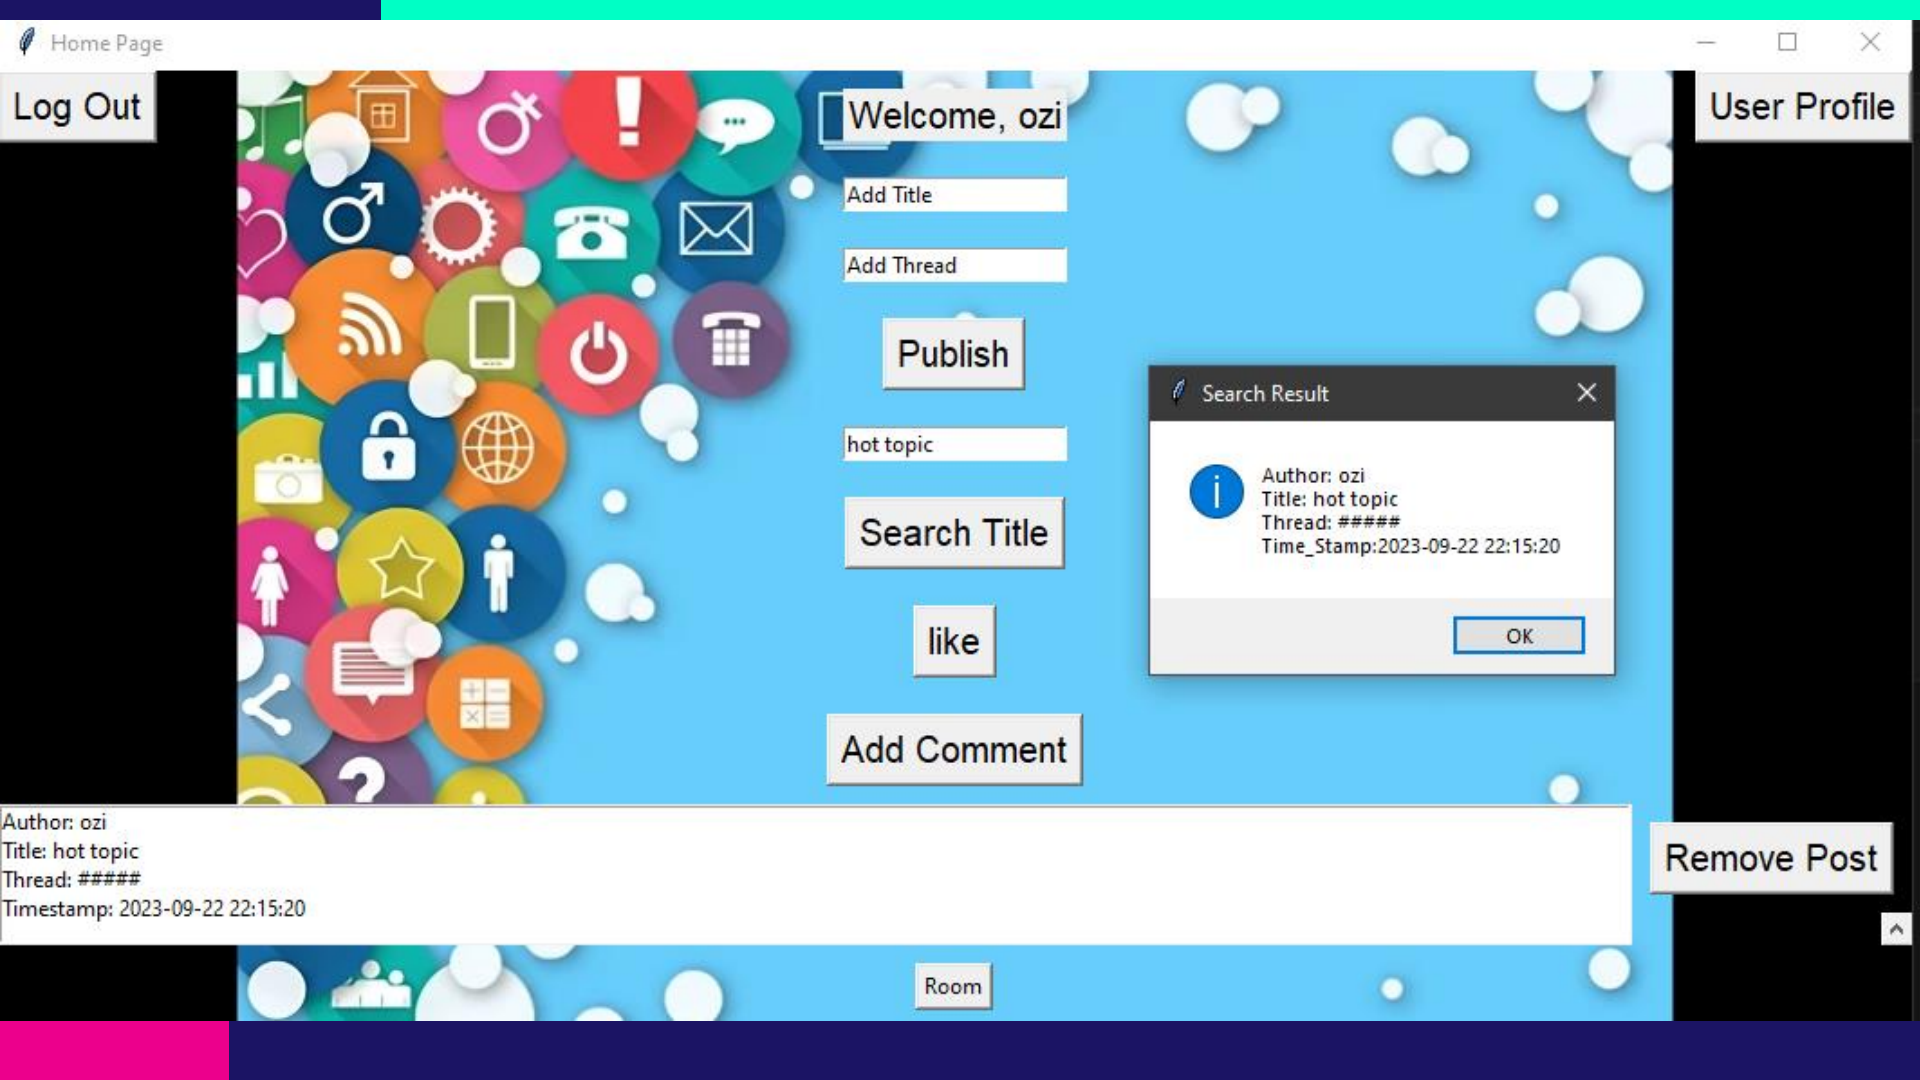 Home Page
Log Out
User Profile
Welcome, ozi
Add Title
Add Thread
Publish
hot topic
Search Title
like
Add Comment
Search Result
Author: ozi
Title: hot topic
Thread: #####
Time_Stamp:2023-09-22 22:15:20
OK
Author: ozi
Title: hot topic
Thread: #####
Timestamp: 2023-09-22 22:15:20
Remove Post
Room